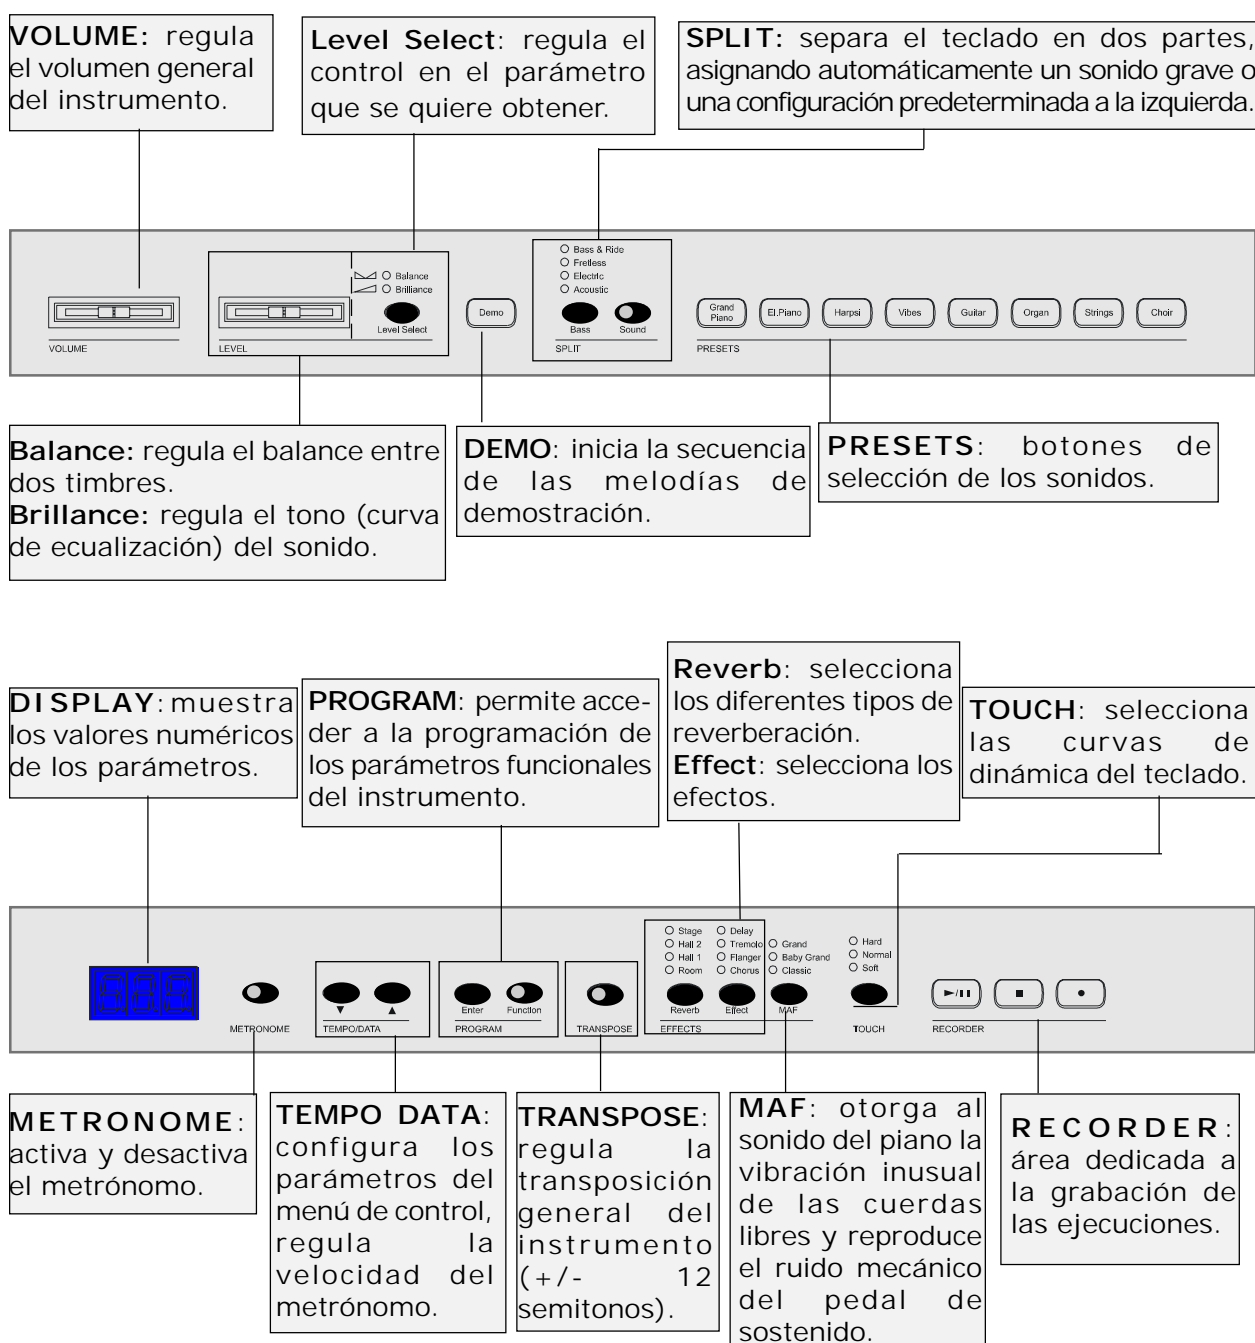 VOLUME: regula
el volumen general
del instrumento.
Level Select: regula el
control en el parámetro
que se quiere obtener.
SPLIT: separa el teclado en dos partes,
asignando automáticamente un sonido grave o
una configuración predeterminada a la izquierda.
VOLUME
Balance
Brilliance
Level Select
LEVEL
Demo
Bass & Ride
Fretless
Electric
Acoustic
Bass
Sound
SPLIT
Grand
Piano
El.Piano
Harpsi
Vibes
Guitar
Organ
Strings
Choir
PRESETS
Balance: regula el balance entre
dos timbres.
Brillance: regula el tono (curva
de ecualización) del sonido.
DEMO: inicia la secuencia
de las melodías de
demostración.
PRESETS: botones de
selección de los sonidos.
DISPLAY: muestra
los valores numéricos
de los parámetros.
PROGRAM: permite acce-
der a la programación de
los parámetros funcionales
del instrumento.
Reverb: selecciona
los diferentes tipos de
reverberación.
Effect: selecciona los
efectos.
TOUCH: selecciona
las curvas de
dinámica del teclado.
METRONOME
TEMPO/DATA
Enter
Function
PROGRAM
TRANSPOSE
Stage
Hall 2
Hall 1
Room
Reverb
Delay
Tremolo
Flanger
Chorus
Effect
Grand
Baby Grand
Classic
MAF
EFFECTS
Hard
Normal
Soft
TOUCH
RECORDER
METRONOME:
activa y desactiva
el metrónomo.
TEMPO DATA:
configura los
parámetros del
menú de control,
regula la
velocidad del
metrónomo.
TRANSPOSE:
regula la
transposición
general del
instrumento
(+/- 12
semitonos).
MAF: otorga al
sonido del piano la
vibración inusual
de las cuerdas
libres y reproduce
el ruido mecánico
del pedal de
sostenido.
RECORDER:
área dedicada a
la grabación de
las ejecuciones.